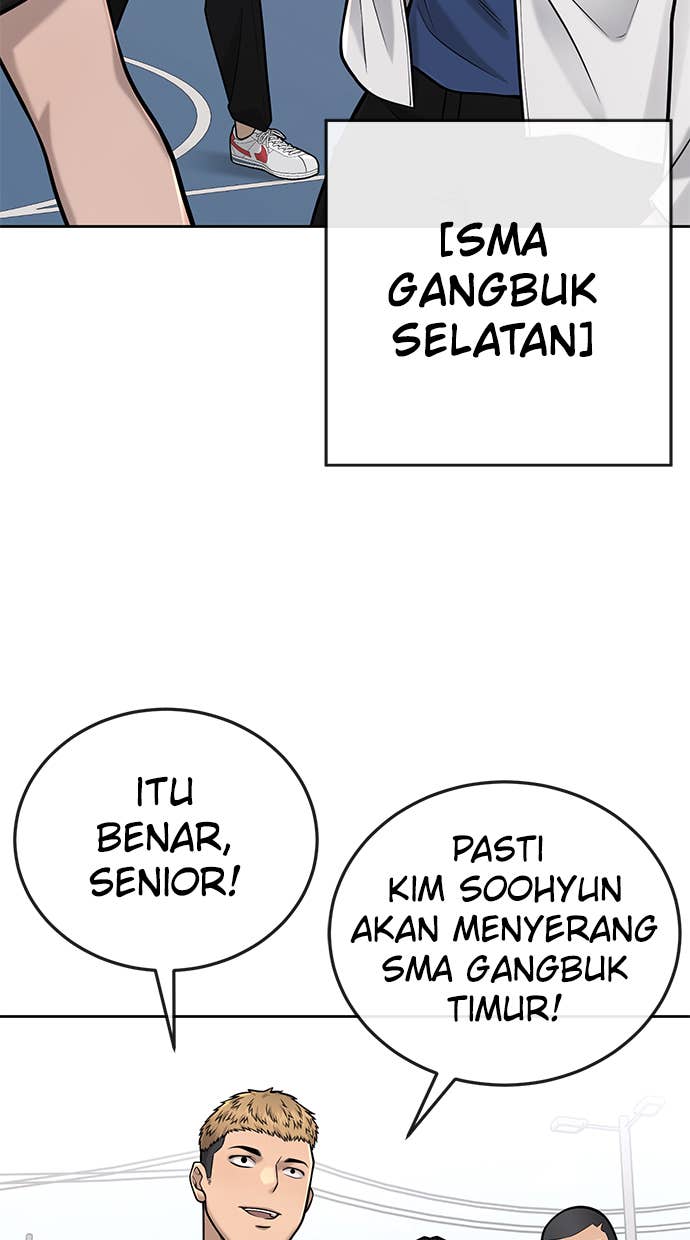 [SMA
GANGBUK
SELATAN]
ITU
BENAR,
SENIOR!
PASTI
KIM SOOHYUN
AKAN MENYERANG
SMA GANGBUK
TIMUR!